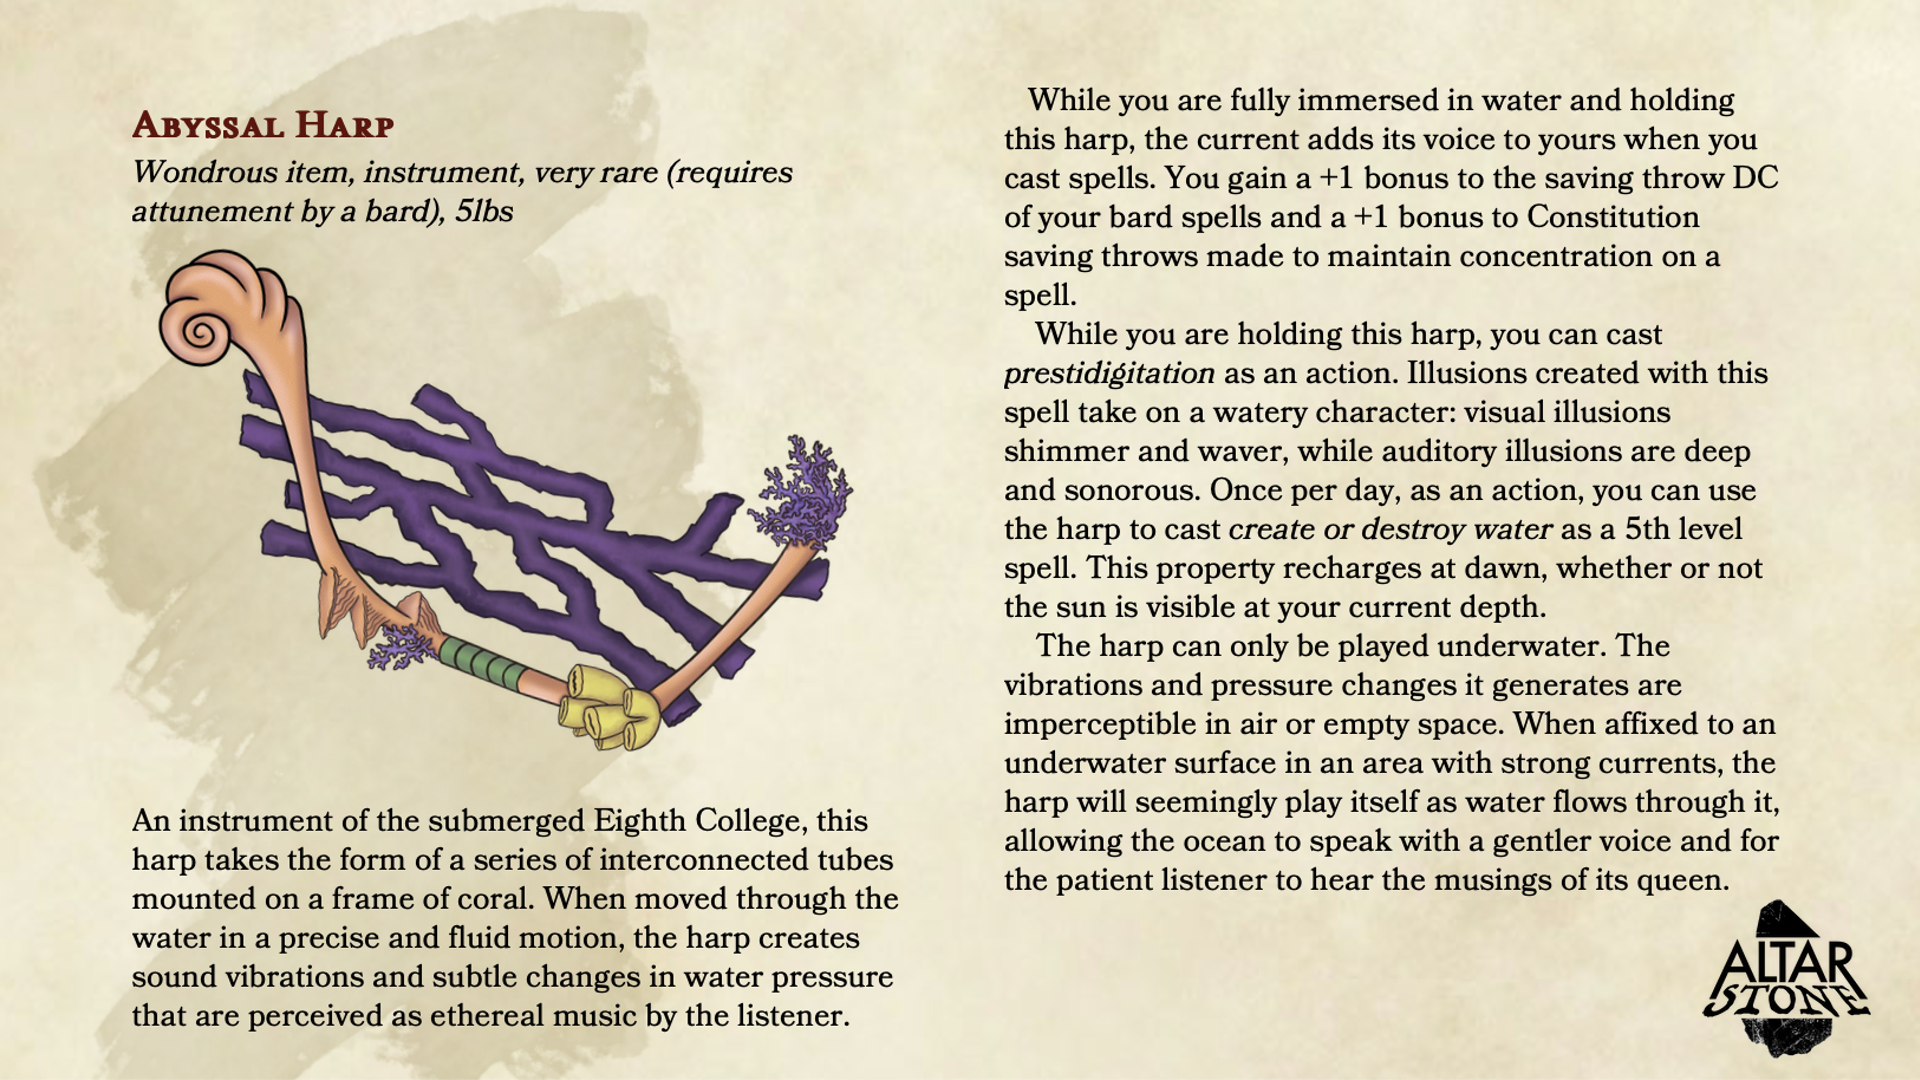 Abyssal Harp
Wondrous item, instrument, very rare (requires
attunement by a bard), 5lbs
An instrument of the submerged Eighth College, this
harp takes the form of a series of interconnected tubes
mounted on a frame of coral. When moved through the
water in a precise and fluid motion, the harp creates
sound vibrations and subtle changes in water pressure
that are perceived as ethereal music by the listener.
While you are fully immersed in water and holding
this harp, the current adds its voice to yours when you
cast spells. You gain a +1 bonus to the saving throw DC
of your bard spells and a +1 bonus to Constitution
saving throws made to maintain concentration on a
spell.
While you are holding this harp, you can cast
prestidigitation as an action. Illusions created with this
spell take on a watery character: visual illusions
shimmer and waver, while auditory illusions are deep
and sonorous. Once per day, as an action, you can use
the harp to cast create or destroy water as a 5th level
spell. This property recharges at dawn, whether or not
the sun is visible at your current depth.
The harp can only be played underwater. The
vibrations and pressure changes it generates are
imperceptible in air or empty space. When affixed to an
underwater surface in an area with strong currents, the
harp will seemingly play itself as water flows through it,
allowing the ocean to speak with a gentler voice and for
the patient listener to hear the musings of its queen.
ALTAR
STONE